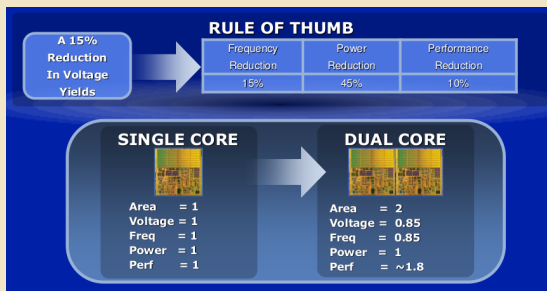 RULE OF THUMB
A 15%
Reduction
In Voltage
Yields
Frequency
Reduction
Power
Reduction
Performance
Reduction
15%
45%
10%
SINGLE CORE
Area = 1
Voltage = 1
Freq = 1
Power = 1
Perf = 1
DUAL CORE
Area = 2
Voltage = 0.85
Freq = 0.85
Power = 1
Perf = ~1.8